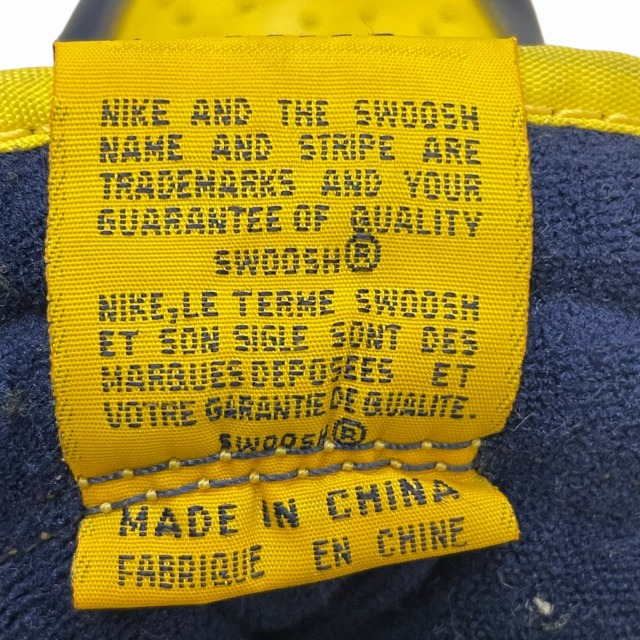 NIKE AND THE SWOOSH
NAME AND STRIPE ARE
TRADEMARKS AND YOUR
GUARANTEE OF QUALITY
SWOOSH®
NIKE, LE TERME SWOOSH
ET SON SIGLE SONT DES
MARQUES DEPOSEES ET
VOTRE GARANTIE DE QUALITE.
SWOOSH®
MADE IN CHINA
FABRIQUE EN CHINE